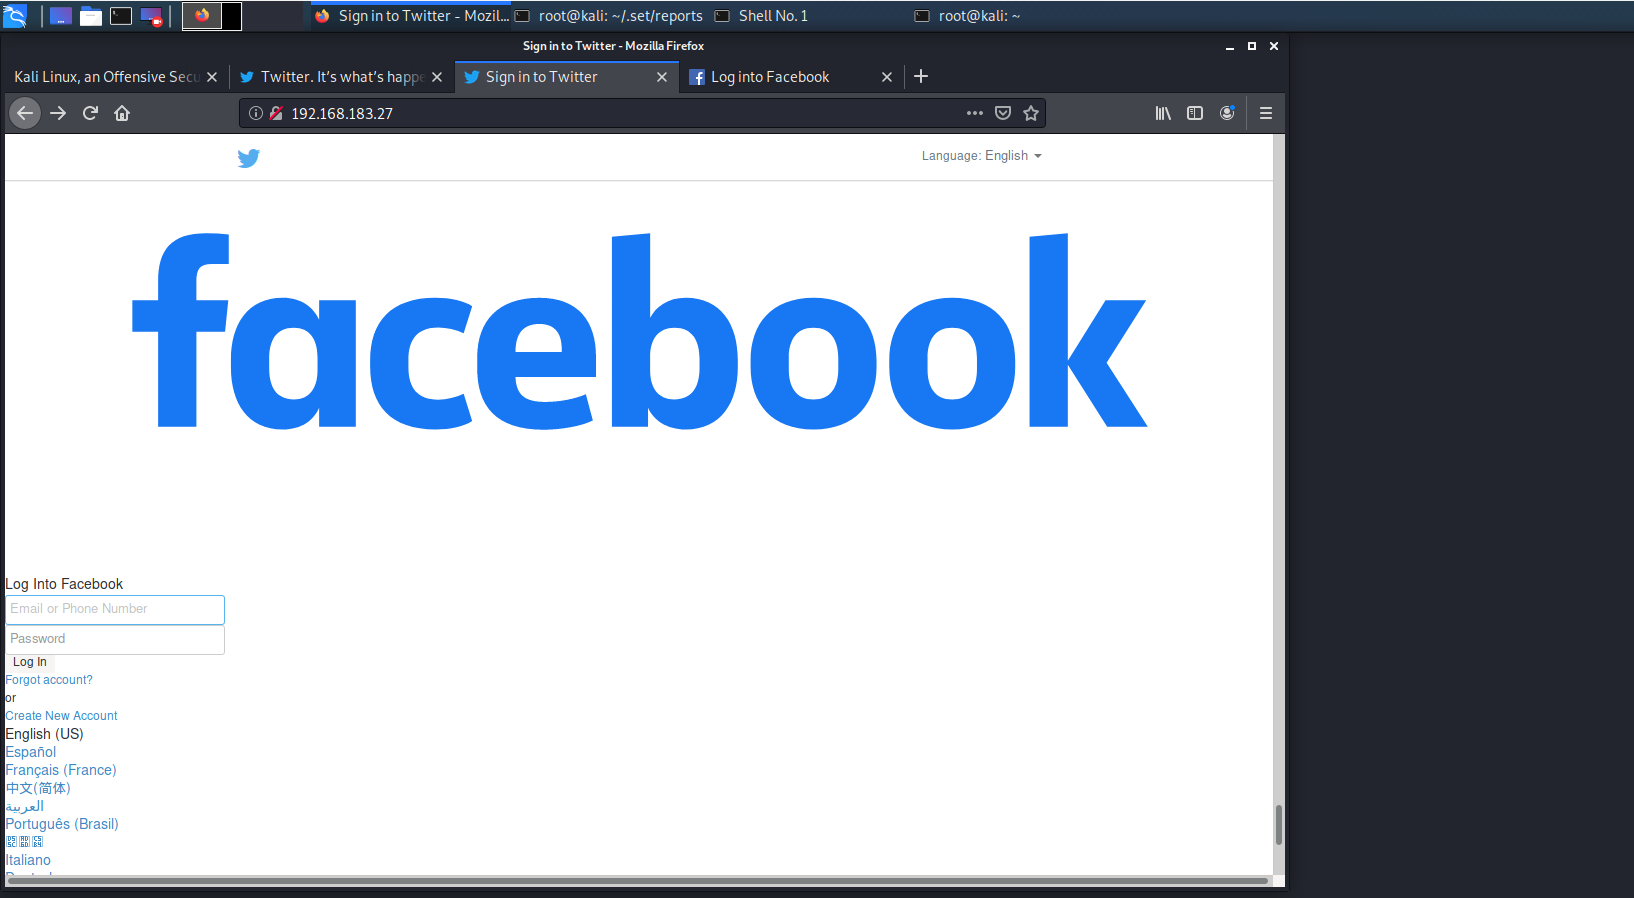 Sign in to Twitter - Mozil...
root@kali: ~/.set/reports
Shell No. 1
root@kali: ~
Sign in to Twitter - Mozilla Firefox
Kali Linux, an Offensive Secu
Twitter. It's what's happe
Sign in to Twitter
Log into Facebook
192.168.183.27
Language: English
facebook
Log Into Facebook
Email or Phone Number
Password
Log In
Forgot account?
or
Create New Account
English (US)
Español
Français (France)
中文(简体)
العربية
Português (Brasil)
Italiano